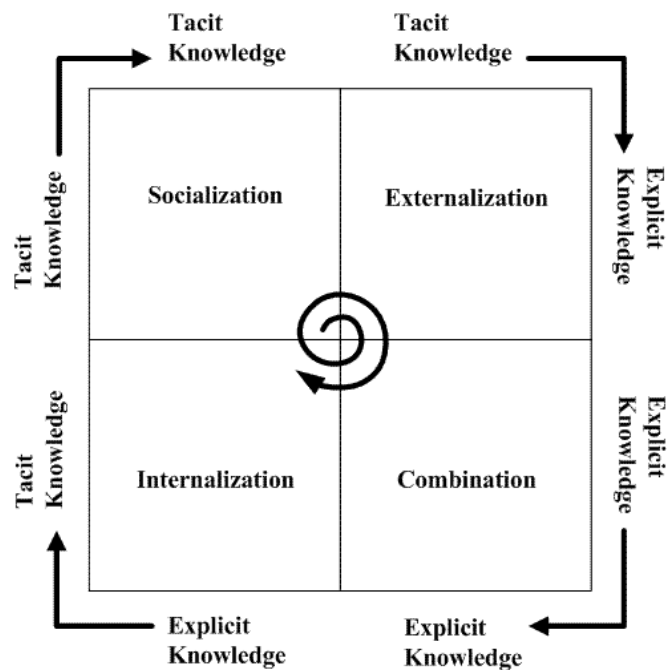 Tacit
Knowledge
Tacit
Knowledge
Tacit
Knowledge
Socialization
Externalization
Explicit
Knowledge
Tacit
Knowledge
Internalization
Combination
Explicit
Knowledge
Explicit
Knowledge
Explicit
Knowledge